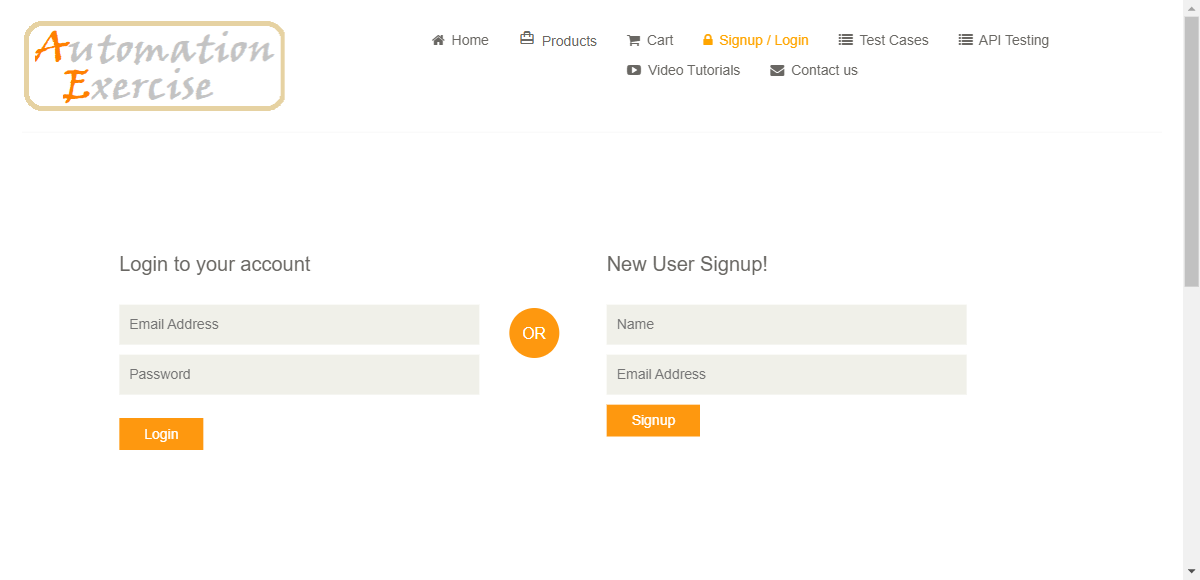 Automation
Exercise
Home
Products
Cart
Signup / Login
Test Cases
API Testing
Video Tutorials
Contact us
Login to your account
Email Address
Password
Login
OR
New User Signup!
Name
Email Address
Signup